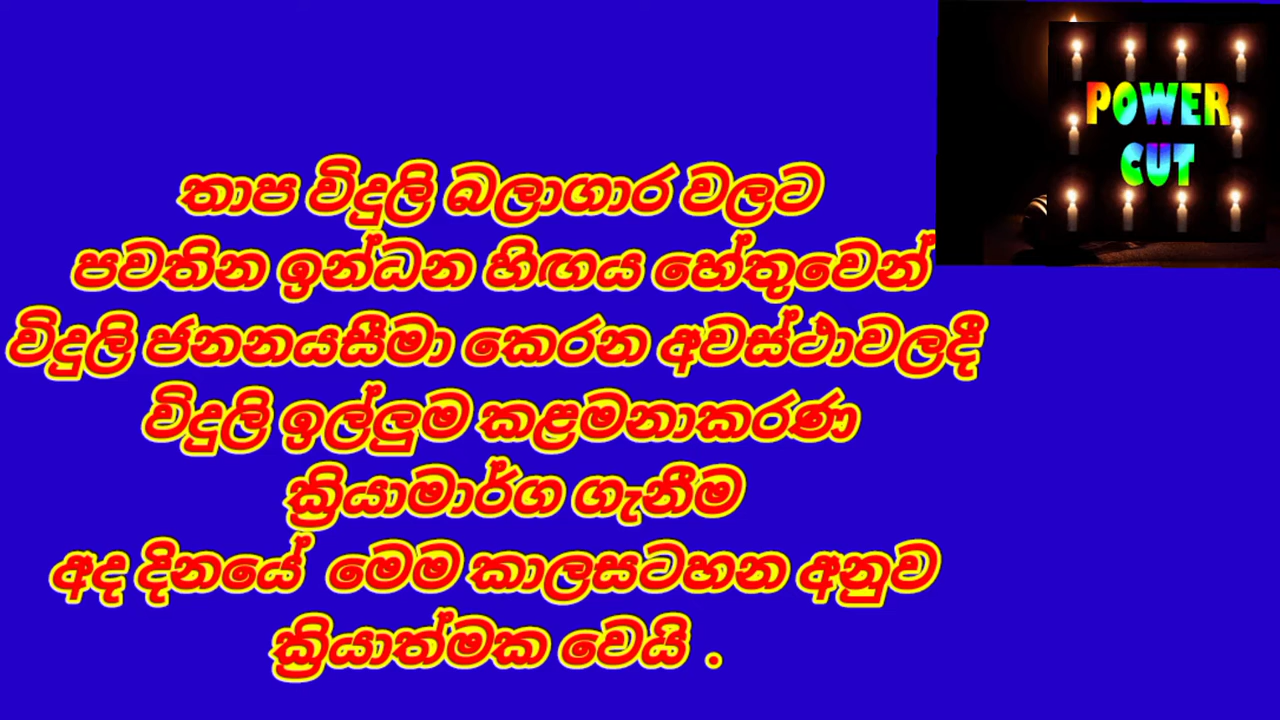 තාප විදුලි බලාගාර වලට
පවතින ඉන්ධන හිඟය හේතුවෙන්
විදුලි ජනනයසීමා කෙරන අවස්ථාවලදී
විදුලි ඉල්ලුම කළමනාකරණ
ක්‍රියාමාර්ග ගැනීම
අද දිනයේ මෙම කාලසටහන අනුව
ක්‍රියාත්මක වෙයි .
POWER
CUT